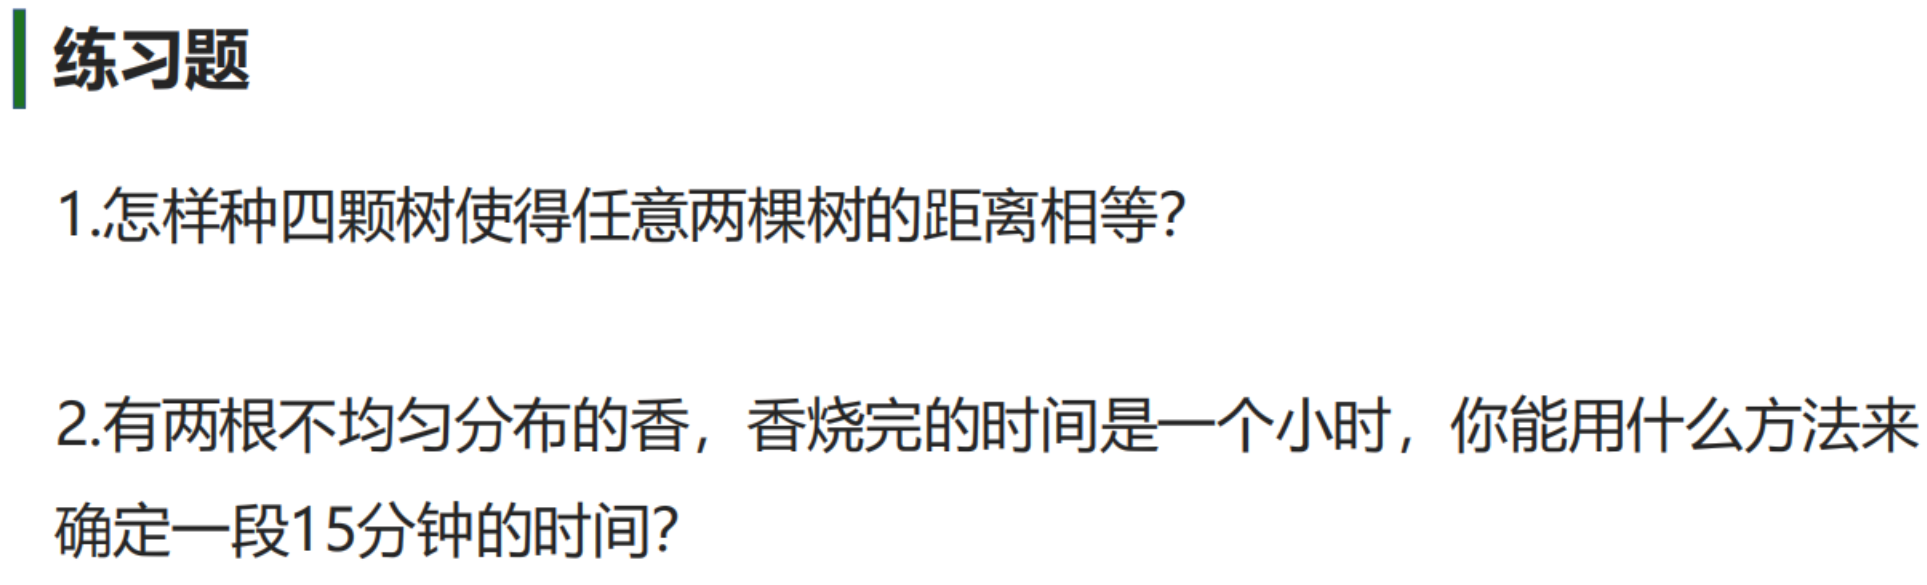 练习题
1.怎样种四颗树使得任意两棵树的距离相等?
2.有两根不均匀分布的香，香烧完的时间是一个小时，你能用什么方法来
确定一段15分钟的时间?